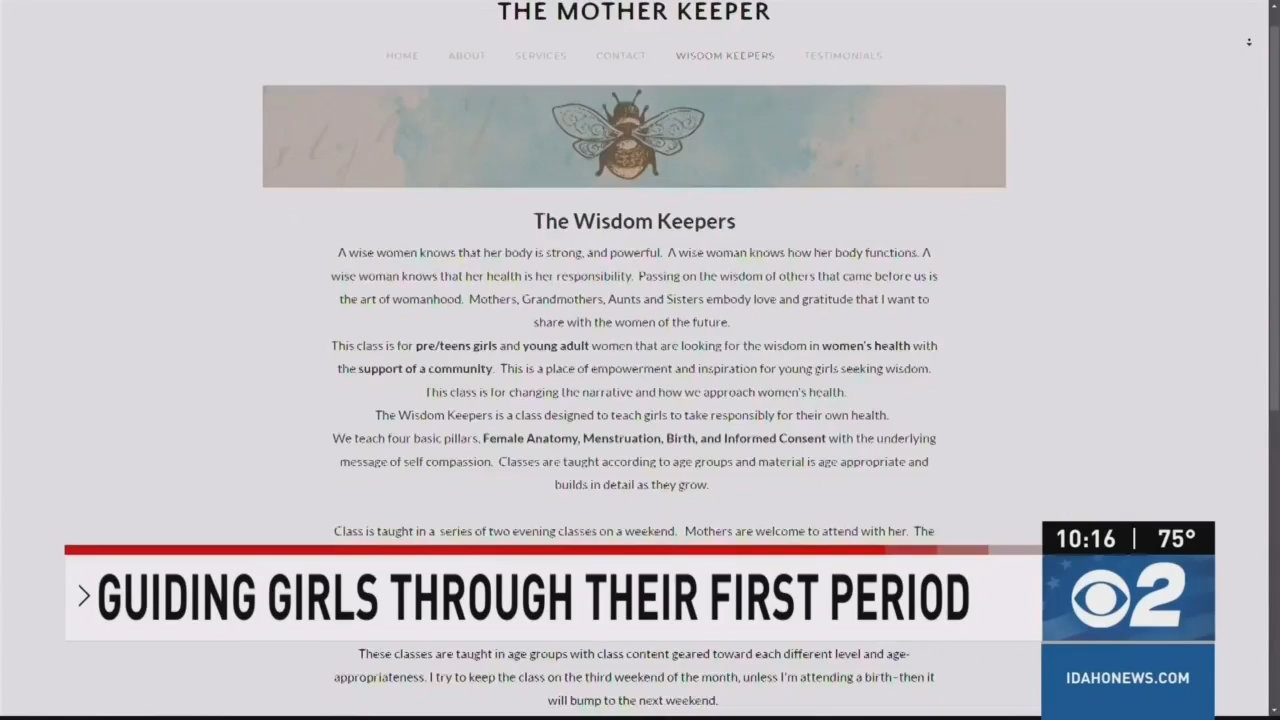 THE MOTHER KEEPER
HOME ABOUT SERVICES CONTACT WISDOM KEEPERS TESTIMONIALS
The Wisdom Keepers
A wise women knows that her body is strong, and powerful. A wise woman knows how her body functions. A
wise woman knows that her health is her responsibility. Passing on the wisdom of others that came before us is
the art of womanhood. Mothers, Grandmothers, Aunts and Sisters embody love and gratitude that I want to
share with the women of the future.
This class is for pre/teens girls and young adult women that are looking for the wisdom in women's health with
the support of a community. This is a place of empowerment and inspiration for young girls seeking wisdom.
This class is for changing the narrative and how we approach women's health.
The Wisdom Keepers is a class designed to teach girls to take responsibly for their own health.
We teach four basic pillars, Female Anatomy, Menstruation, Birth, and Informed Consent with the underlying
message of self compassion. Classes are taught according to age groups and material is age appropriate and
builds in detail as they grow.
Class is taught in a series of two evening classes on a weekend. Mothers are welcome to attend with her. The
10:16 | 75°
> GUIDING GIRLS THROUGH THEIR FIRST PERIOD
2
IDAHONEWS.COM
These classes are taught in age groups with class content geared toward each different level and age-
appropriateness. I try to keep the class on the third weekend of the month, unless I'm attending a birth-then it
will bump to the next weekend.